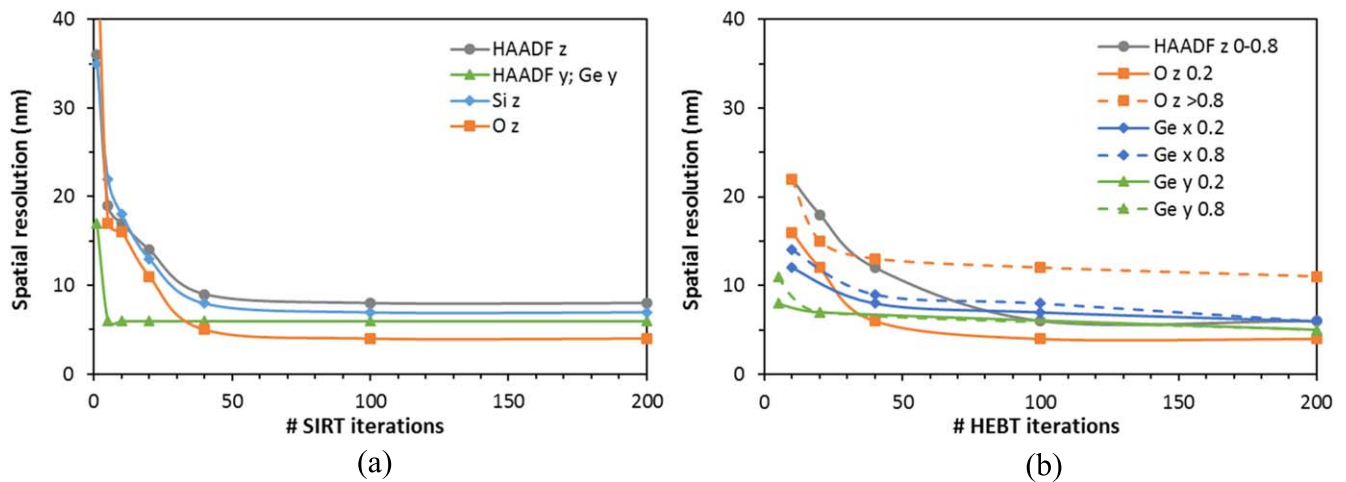 40
30
20
10
0
0
50
100
150
200
Spatial resolution (nm)
# SIRT iterations
HAADF z
HAADF y; Ge y
Si z
O z
(a)
40
30
20
10
0
0
50
100
150
200
Spatial resolution (nm)
# HEBT iterations
HAADF z 0-0.8
O z 0.2
O z >0.8
Ge x 0.2
Ge x 0.8
Ge y 0.2
Ge y 0.8
(b)